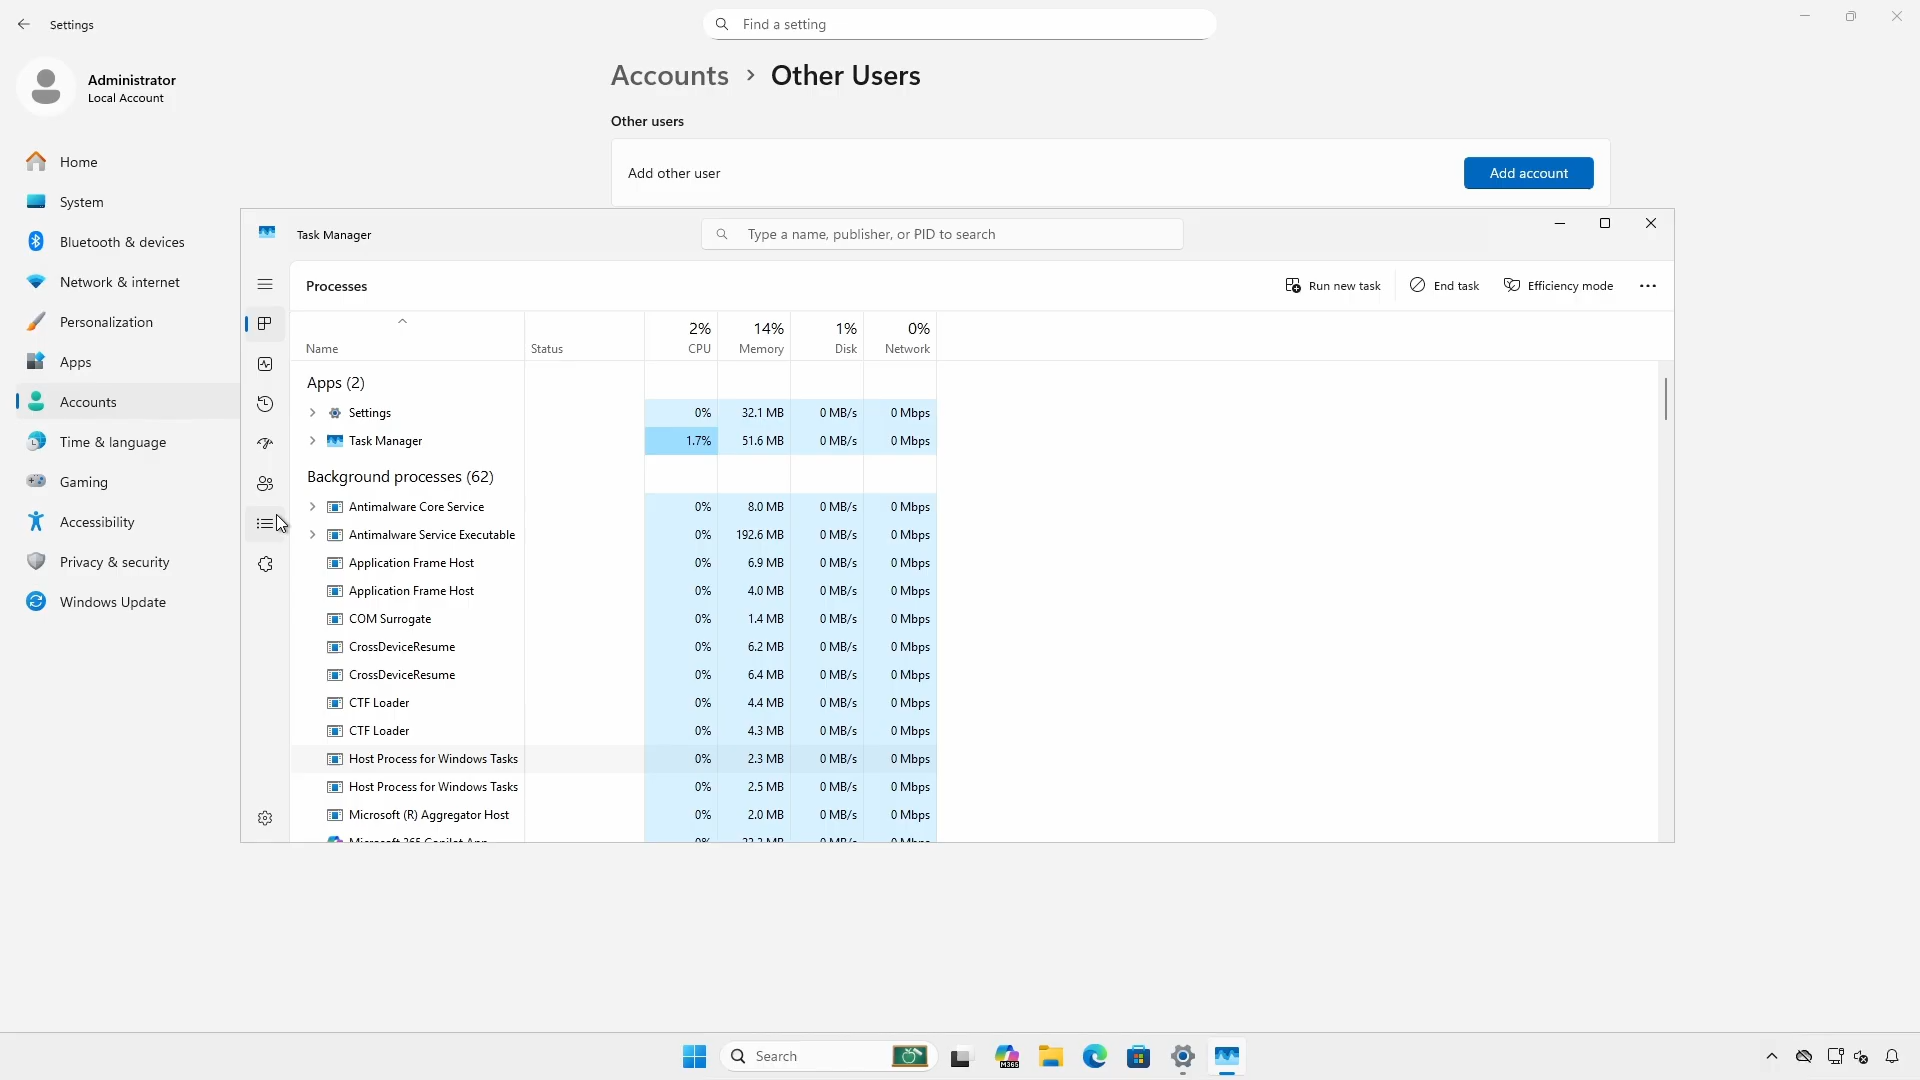 Settings
Find a setting
Administrator
Local Account
Accounts > Other Users
Other users
Add other user
Add account
Home
System
Bluetooth & devices
Network & internet
Personalization
Apps
Accounts
Time & language
Gaming
Accessibility
Privacy & security
Windows Update
Task Manager
Type a name, publisher, or PID to search
Processes
Run new task
End task
Efficiency mode
2% 14% 1% 0%
Name Status CPU Memory Disk Network
Apps (2)
Settings 0% 32.1 MB 0 MB/s 0 Mbps
Task Manager 1.7% 51.6 MB 0 MB/s 0 Mbps
Background processes (62)
Antimalware Core Service 0% 8.0 MB 0 MB/s 0 Mbps
Antimalware Service Executable 0% 192.6 MB 0 MB/s 0 Mbps
Application Frame Host 0% 6.9 MB 0 MB/s 0 Mbps
Application Frame Host 0% 4.0 MB 0 MB/s 0 Mbps
COM Surrogate 0% 1.4 MB 0 MB/s 0 Mbps
CrossDeviceResume 0% 6.2 MB 0 MB/s 0 Mbps
CrossDeviceResume 0% 6.4 MB 0 MB/s 0 Mbps
CTF Loader 0% 4.4 MB 0 MB/s 0 Mbps
CTF Loader 0% 4.3 MB 0 MB/s 0 Mbps
Host Process for Windows Tasks 0% 2.3 MB 0 MB/s 0 Mbps
Host Process for Windows Tasks 0% 2.5 MB 0 MB/s 0 Mbps
Microsoft (R) Aggregator Host 0% 2.0 MB 0 MB/s 0 Mbps
Microsoft 365 Copilot App 0% MB 0 MB/s 0 Mbps
Search
M365